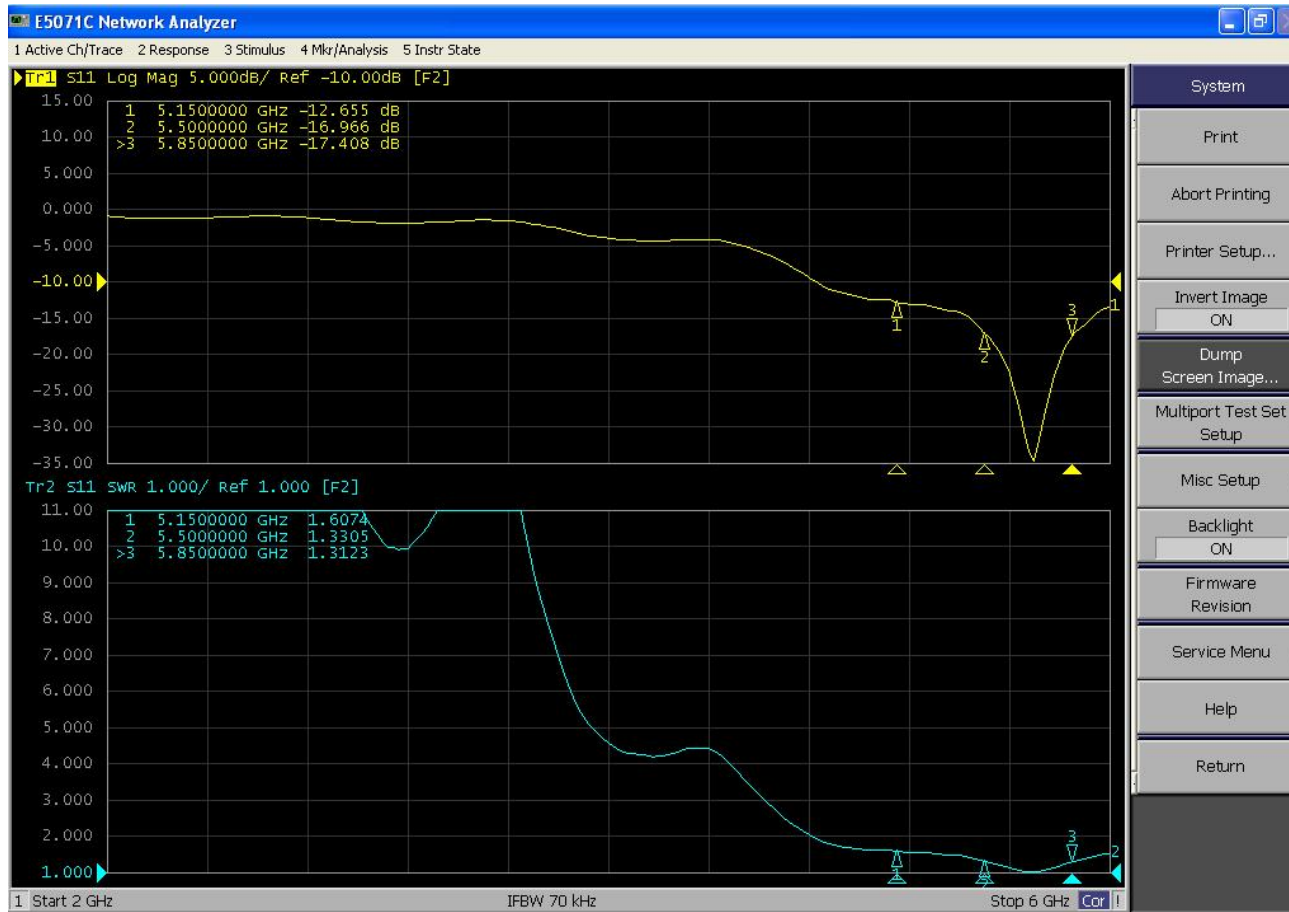 E5071C Network Analyzer
1 Active Ch/Trace 2 Response 3 Stimulus 4 Mkr/Analysis 5 Instr State
Tr1 S11 Log Mag 5.000dB/ Ref -10.00dB [F2]
15.00
10.00
5.000
0.000
-5.000
-10.00
-15.00
-20.00
-25.00
-30.00
-35.00
1 5.1500000 GHz -12.655 dB
2 5.5000000 GHz -16.966 dB
>3 5.8500000 GHz -17.408 dB
1
2
3
1
Tr2 S11 SWR 1.000/ Ref 1.000 [F2]
11.00
10.00
9.000
8.000
7.000
6.000
5.000
4.000
3.000
2.000
1.000
1 5.1500000 GHz 1.6074
2 5.5000000 GHz 1.3305
>3 5.8500000 GHz 1.3123
1
2
3
2
1 Start 2 GHz IFBW 70 kHz Stop 6 GHz Cor !
System
Print
Abort Printing
Printer Setup...
Invert Image
ON
Dump
Screen Image...
Multiport Test Set
Setup
Misc Setup
Backlight
ON
Firmware
Revision
Service Menu
Help
Return